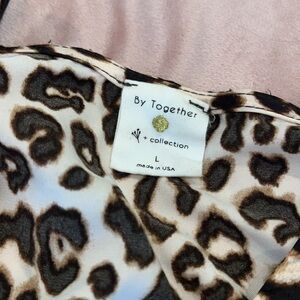 By Together
+ collection
L
made in USA